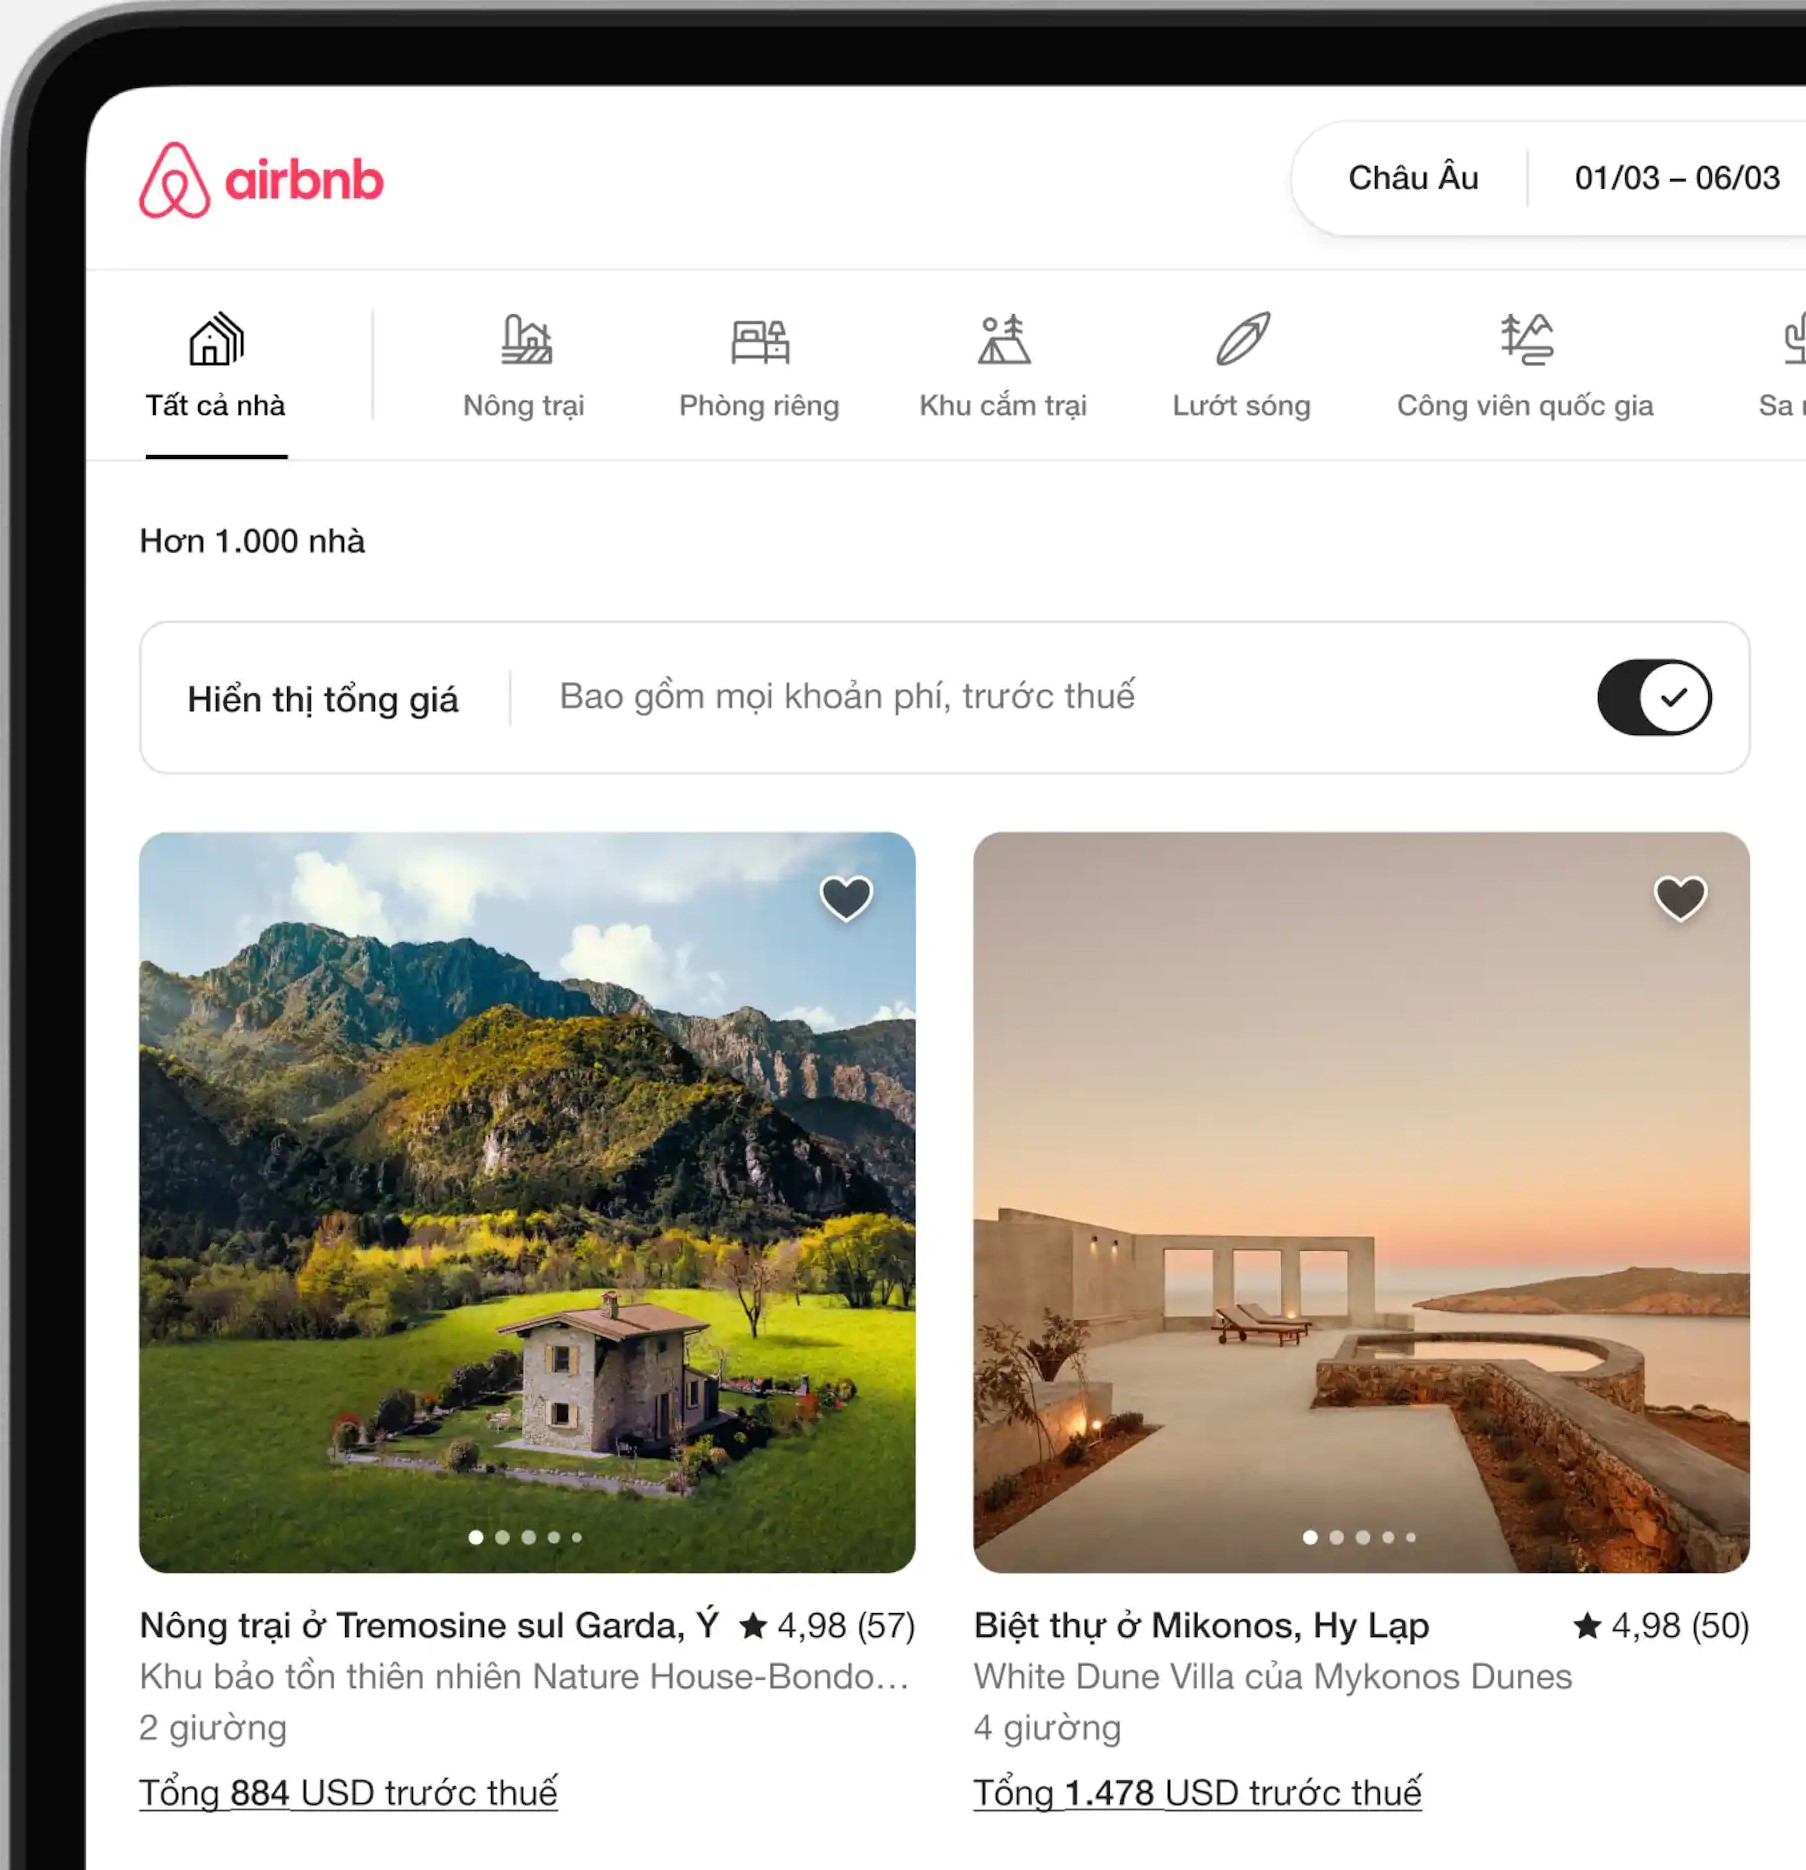 airbnb
Châu Âu
01/03 – 06/03
Tất cả nhà
Nông trại
Phòng riêng
Khu cắm trại
Lướt sóng
Công viên quốc gia
Sa
Hơn 1.000 nhà
Hiển thị tổng giá
Bao gồm mọi khoản phí, trước thuế
Nông trại ở Tremosine sul Garda, Ý ★ 4,98 (57)
Khu bảo tồn thiên nhiên Nature House-Bondo...
2 giường
Tổng 884 USD trước thuế
Biệt thự ở Mikonos, Hy Lạp ★ 4,98 (50)
White Dune Villa của Mykonos Dunes
4 giường
Tổng 1.478 USD trước thuế